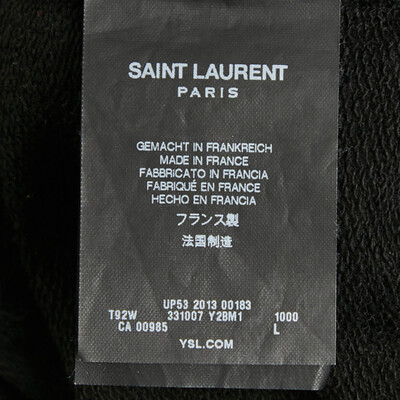 SAINT LAURENT
PARIS
GEMACHT IN FRANKREICH
MADE IN FRANCE
FABBRICATO IN FRANCIA
FABRIQUÉ EN FRANCE
HECHO EN FRANCIA
フランス製
法国制造
UP53 2013 00183
T92W 331007 Y2BM1 1000
CA 00985 L
YSL.COM